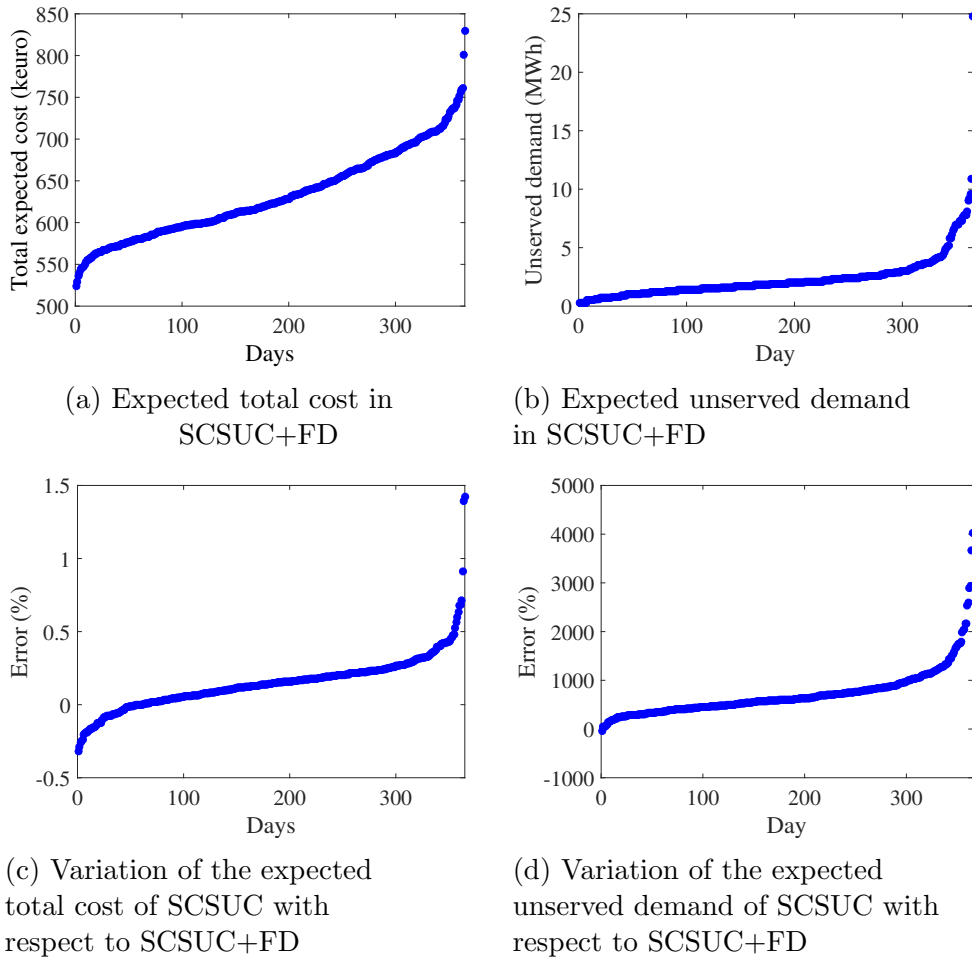 850
800
750
700
650
600
550
500
Total expected cost (keuro)
0 100 200 300
Days
(a) Expected total cost in
SCSUC+FD
25
20
15
10
5
0
Unserved demand (MWh)
0 100 200 300
Day
(b) Expected unserved demand
in SCSUC+FD
1.5
1
0.5
0
-0.5
Error (%)
0 100 200 300
Days
(c) Variation of the expected
total cost of SCSUC with
respect to SCSUC+FD
5000
4000
3000
2000
1000
0
-1000
Error (%)
0 100 200 300
Day
(d) Variation of the expected
unserved demand of SCSUC with
respect to SCSUC+FD